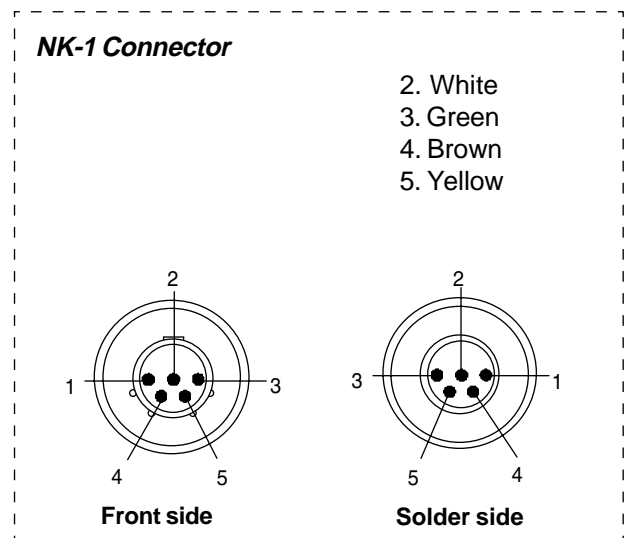 NK-1 Connector
2. White
3. Green
4. Brown
5. Yellow
2
1
3
4
5
Front side
2
3
1
5
4
Solder side